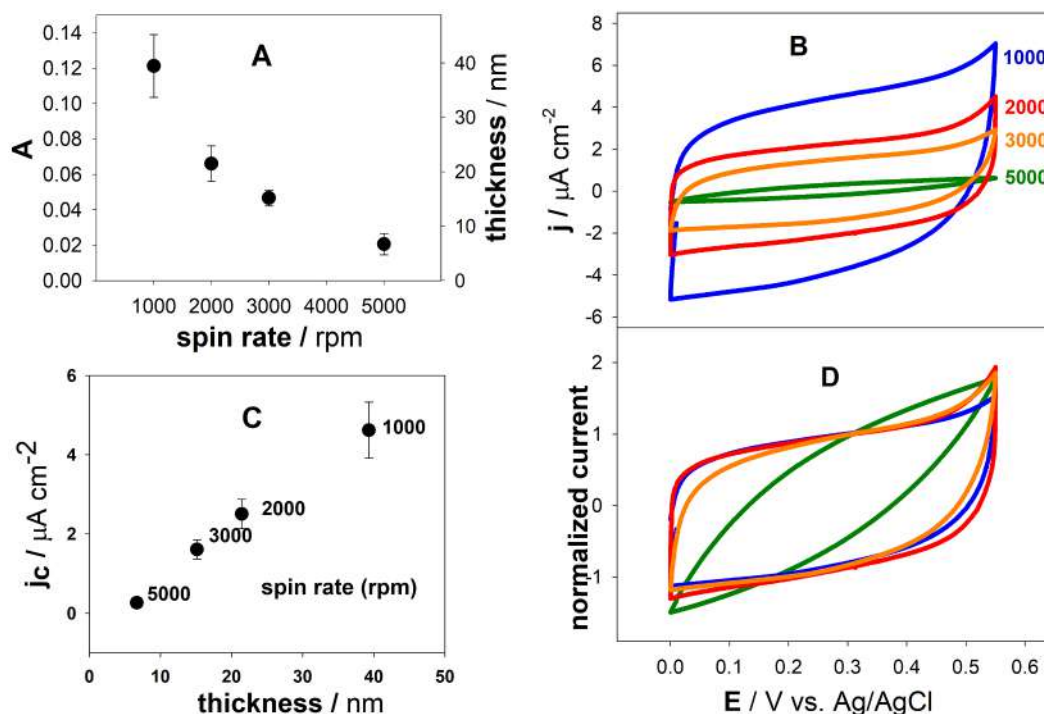 A
0.14
0.12
0.10
0.08
0.06
0.04
0.02
0.00
A
40
30
20
10
0
thickness / nm
1000 2000 3000 4000 5000
spin rate / rpm
B
8
6
4
2
0
-2
-4
-6
j / μA cm-2
1000
2000
3000
5000
C
6
4
2
0
jc / μA cm-2
1000
2000
3000
5000
spin rate (rpm)
0 10 20 30 40 50
thickness / nm
D
2
1
0
-1
normalized current
0.0 0.1 0.2 0.3 0.4 0.5 0.6
E / V vs. Ag/AgCl